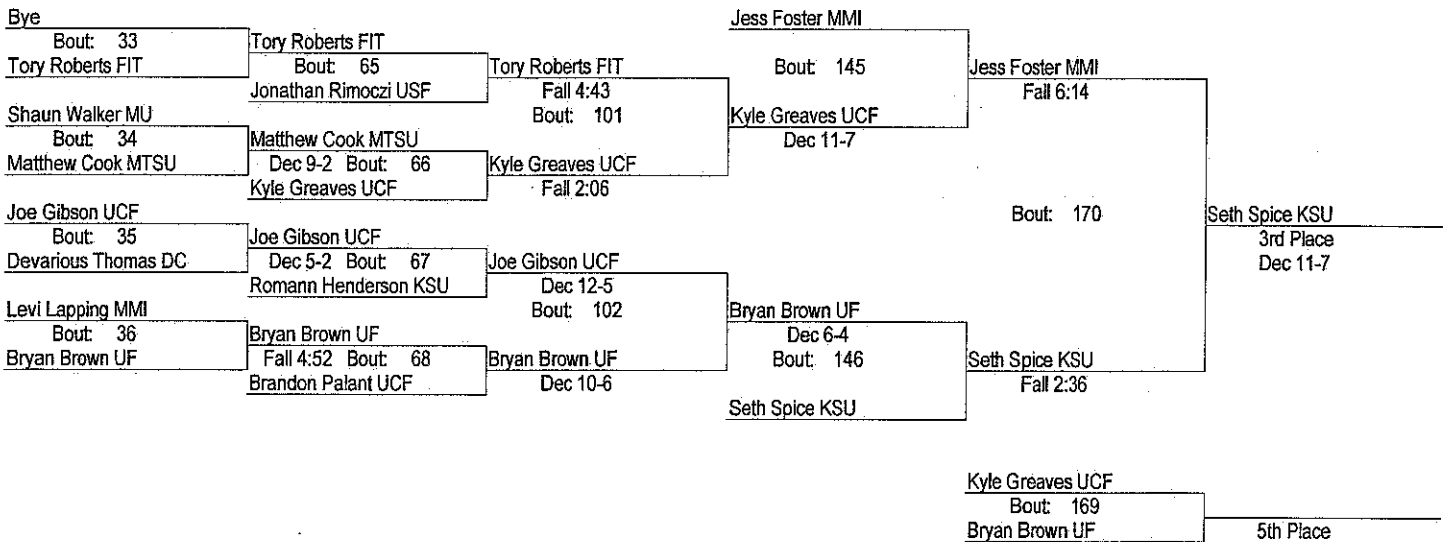 Bye
Bout: 33
Tory Roberts FIT
Shaun Walker MU
Bout: 34
Matthew Cook MTSU
Joe Gibson UCF
Bout: 35
Devarious Thomas DC
Levi Lapping MMI
Bout: 36
Bryan Brown UF
Tory Roberts FIT
Bout: 65
Jonathan Rimoczi USF
Matthew Cook MTSU
Dec 9-2 Bout: 66
Kyle Greaves UCF
Joe Gibson UCF
Dec 5-2 Bout: 67
Romann Henderson KSU
Bryan Brown UF
Fall 4:52 Bout: 68
Brandon Palant UCF
Tory Roberts FIT
Fall 4:43
Bout: 101
Kyle Greaves UCF
Fall 2:06
Joe Gibson UCF
Dec 12-5
Bout: 102
Bryan Brown UF
Dec 10-6
Jess Foster MMI
Bout: 145
Kyle Greaves UCF
Dec 11-7
Bryan Brown UF
Dec 6-4
Bout: 146
Seth Spice KSU
Jess Foster MMI
Fall 6:14
Bout: 170
Seth Spice KSU
Fall 2:36
Seth Spice KSU
3rd Place
Dec 11-7
Kyle Greaves UCF
Bout: 169
Bryan Brown UF
5th Place